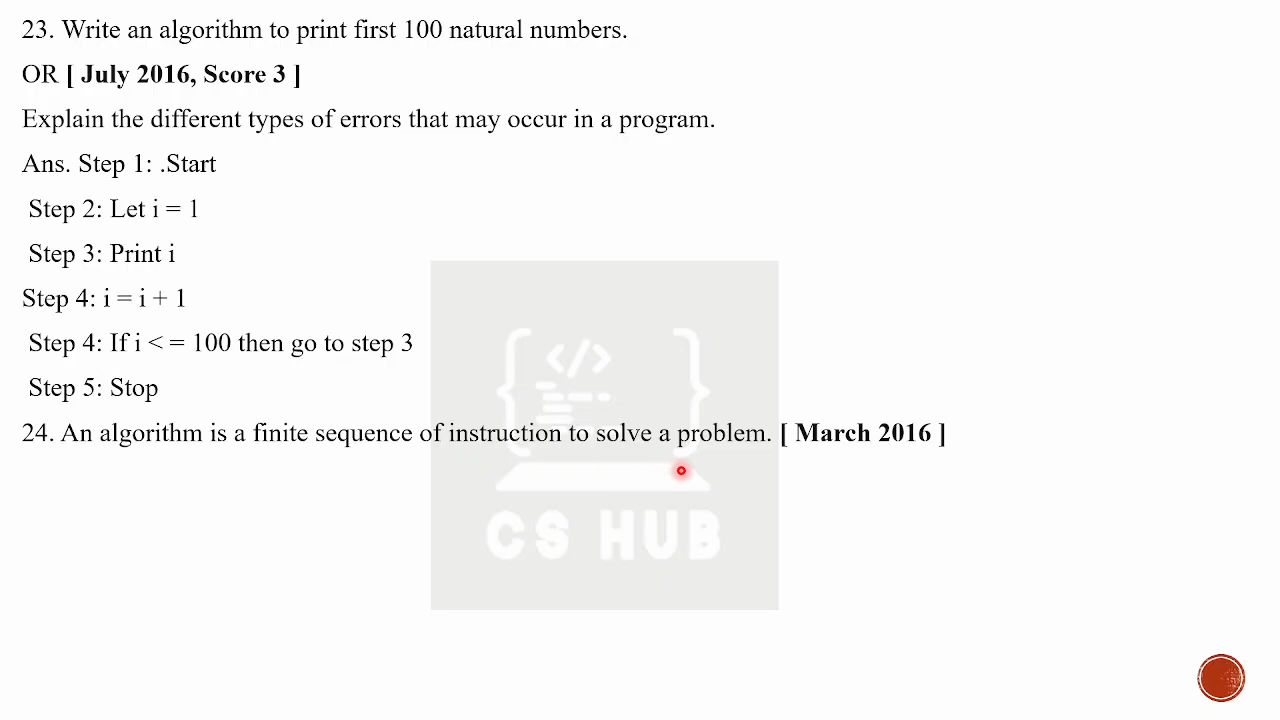 23. Write an algorithm to print first 100 natural numbers.
OR [ July 2016, Score 3 ]
Explain the different types of errors that may occur in a program.
Ans. Step 1: .Start
Step 2: Let i = 1
Step 3: Print i
Step 4: i = i + 1
Step 4: If i < = 100 then go to step 3
Step 5: Stop
24. An algorithm is a finite sequence of instruction to solve a problem. [ March 2016 ]
{ </> }
CS HUB